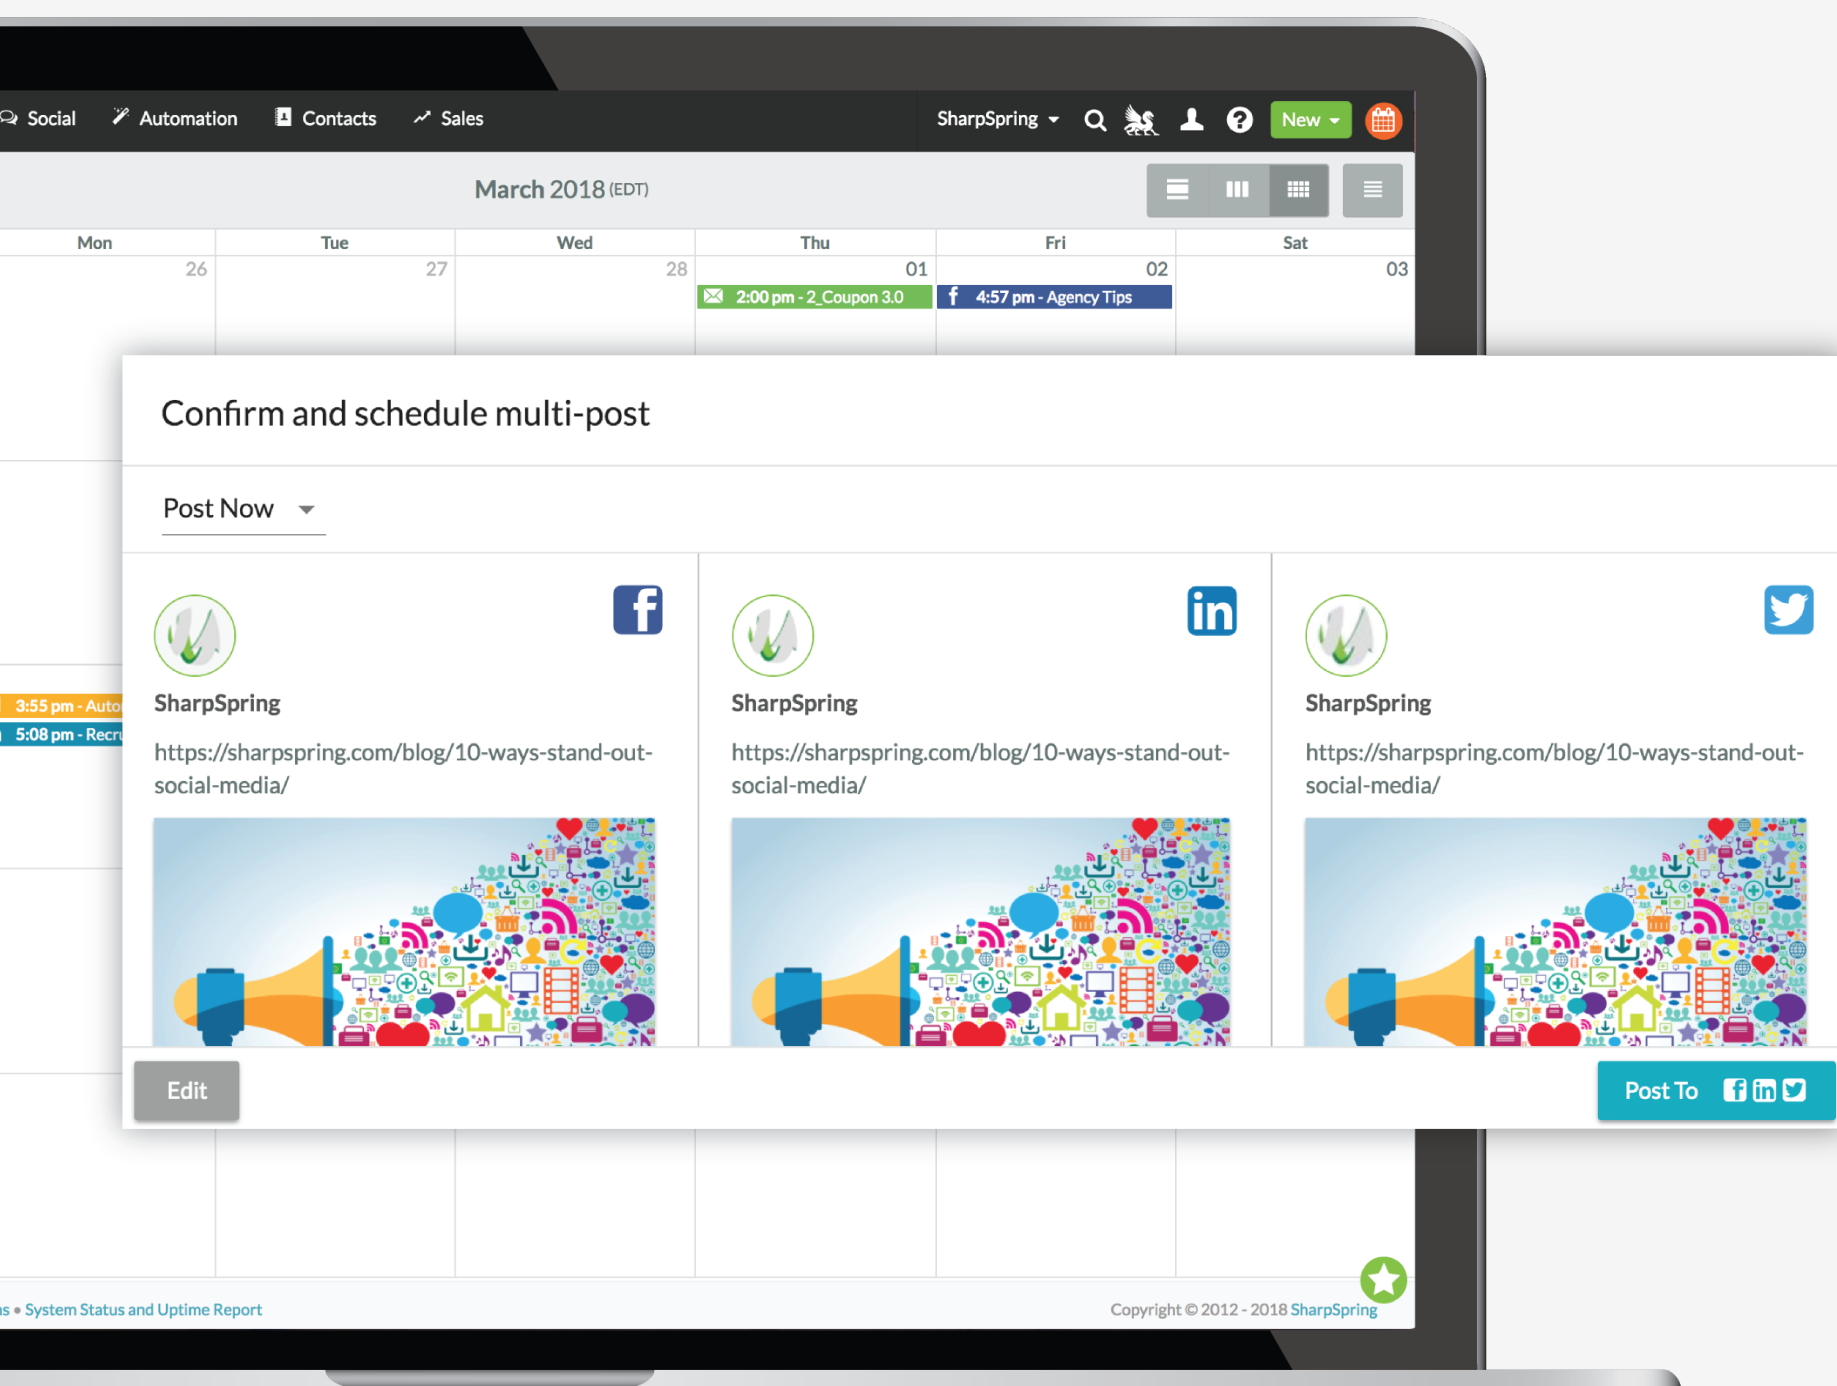 Social Automation Contacts Sales SharpSpring New
March 2018 (EDT)
Mon Tue Wed Thu Fri Sat
26 27 28 01 02 03
2:00 pm - 2_Coupon 3.0 4:57 pm - Agency Tips
Confirm and schedule multi-post
Post Now
3:55 pm - Auto
5:08 pm - Recru
SharpSpring
https://sharpspring.com/blog/10-ways-stand-out-
social-media/
SharpSpring
https://sharpspring.com/blog/10-ways-stand-out-
social-media/
SharpSpring
https://sharpspring.com/blog/10-ways-stand-out-
social-media/
Edit Post To
System Status and Uptime Report Copyright © 2012 - 2018 SharpSpring